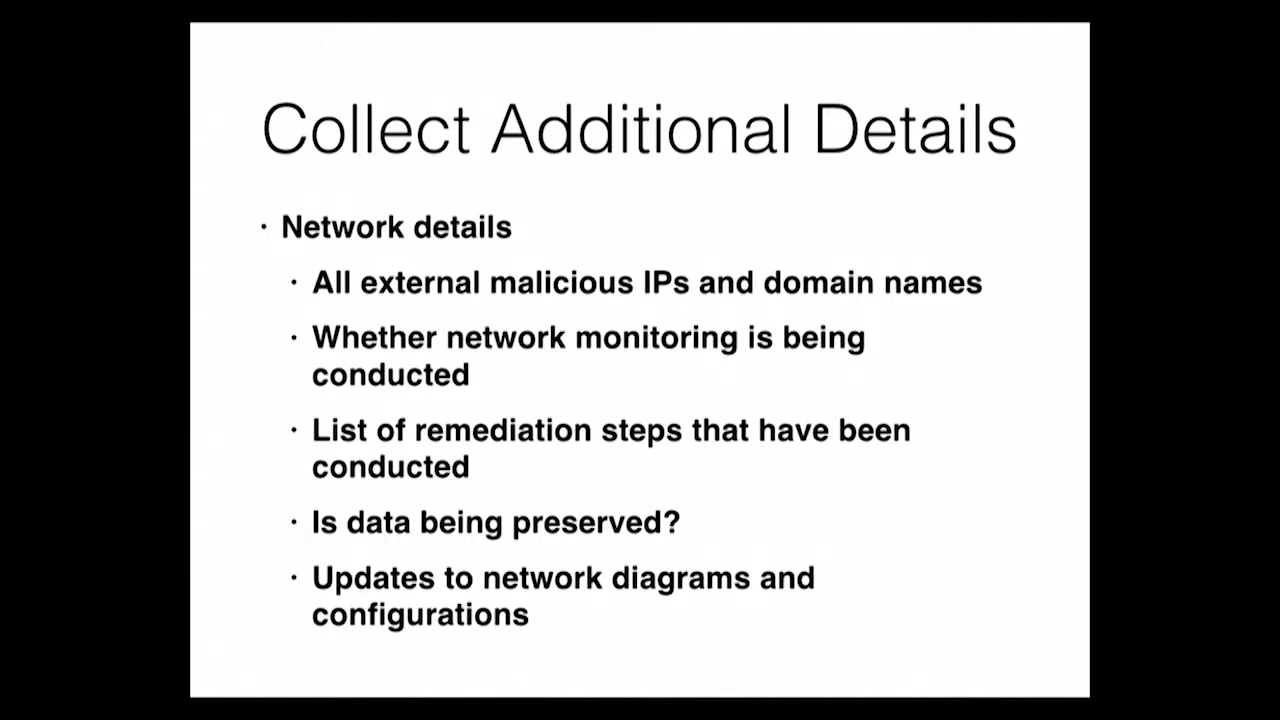 Collect Additional Details
· Network details
· All external malicious IPs and domain names
· Whether network monitoring is being
conducted
· List of remediation steps that have been
conducted
· Is data being preserved?
· Updates to network diagrams and
configurations